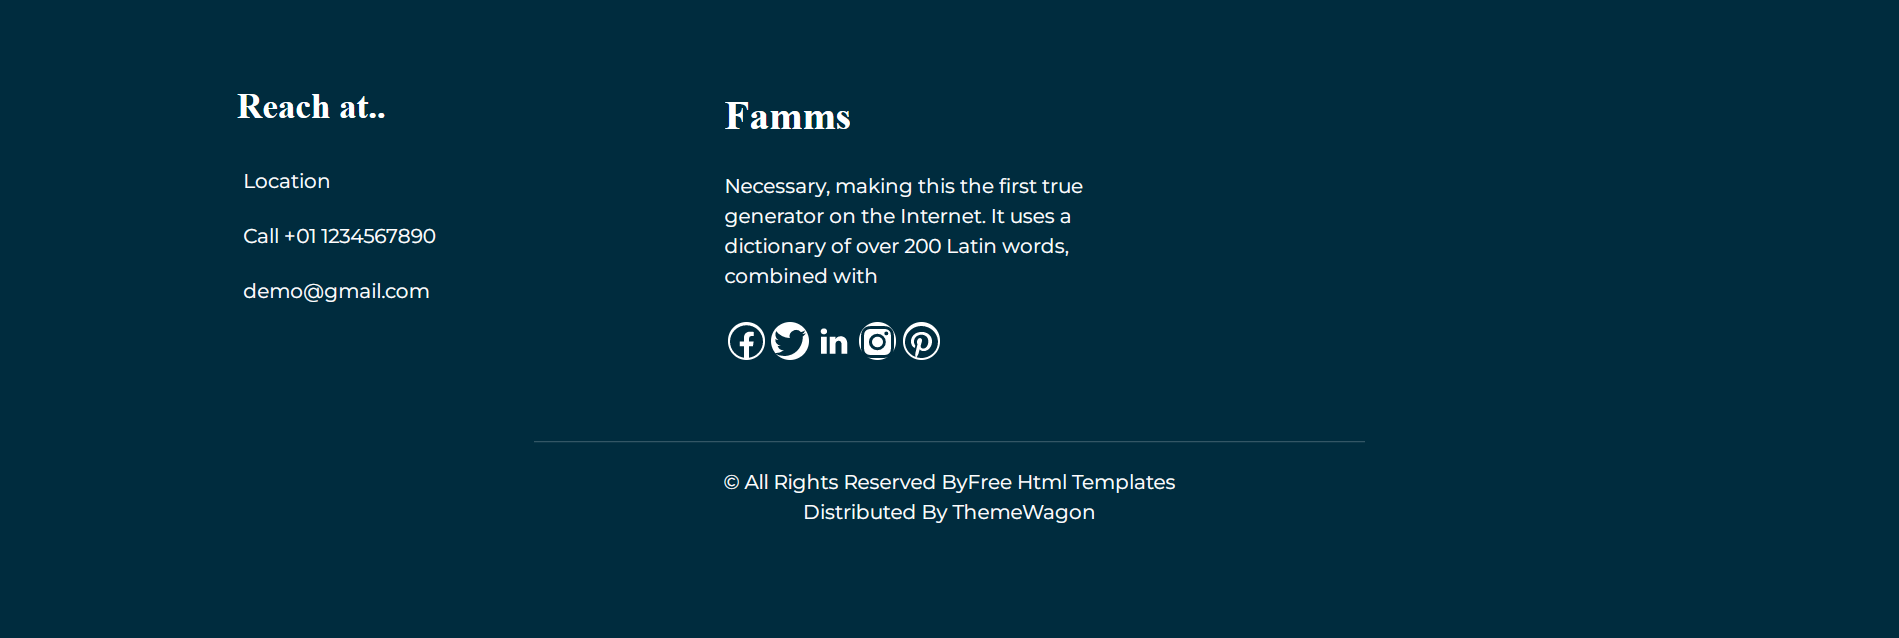 Reach at..
Location
Call +01 1234567890
demo@gmail.com
Famms
Necessary, making this the first true
generator on the Internet. It uses a
dictionary of over 200 Latin words,
combined with
in
© All Rights Reserved ByFree Html Templates
Distributed By ThemeWagon